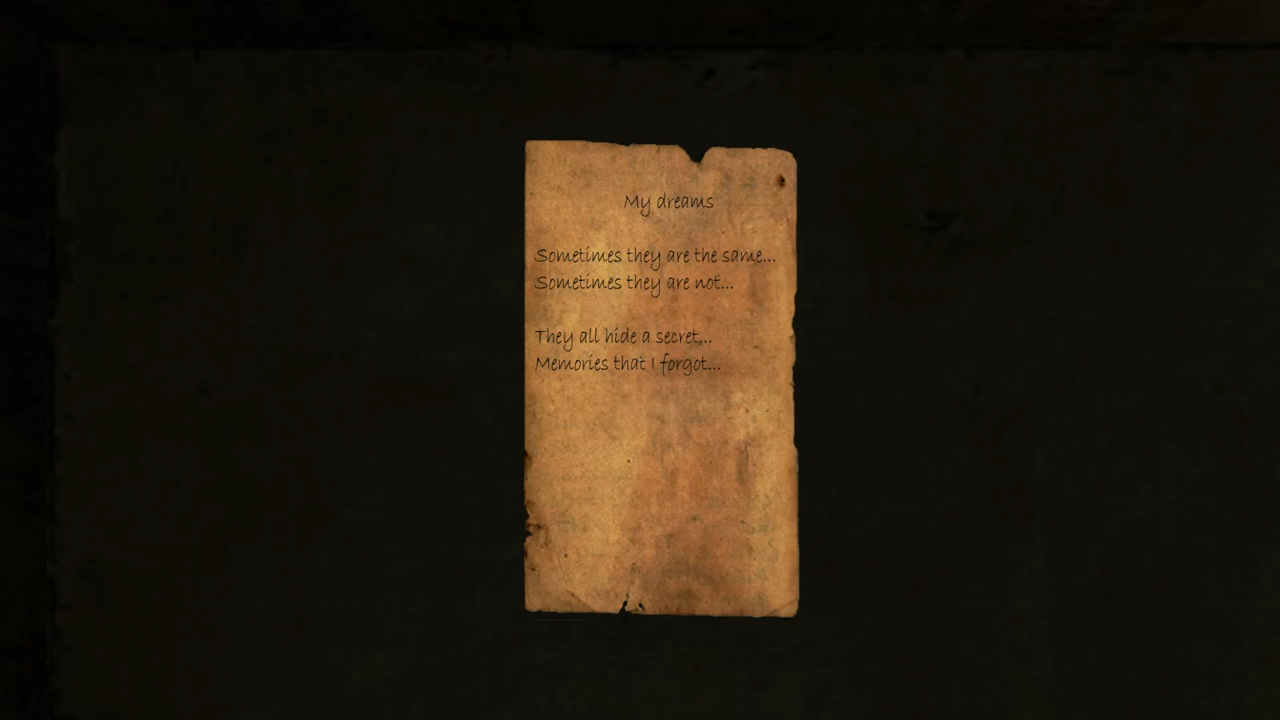 My dreams
Sometimes they are the same...
Sometimes they are not...
They all hide a secret...
Memories that I forgot...